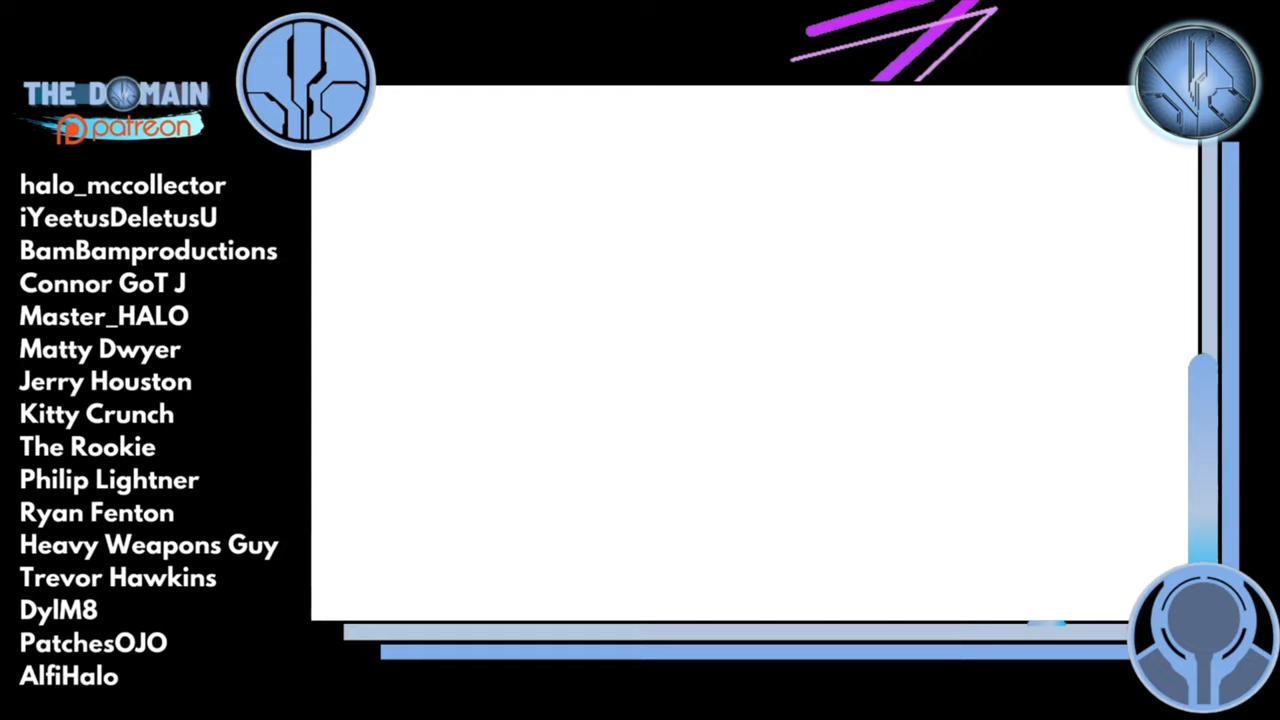 THE DOMAIN
patreon
halo_mccollector
iYeetusDeletusU
BamBamproductions
Connor GoT J
Master_HALO
Matty Dwyer
Jerry Houston
Kitty Crunch
The Rookie
Philip Lightner
Ryan Fenton
Heavy Weapons Guy
Trevor Hawkins
DylM8
PatchesOJO
AlfiHalo